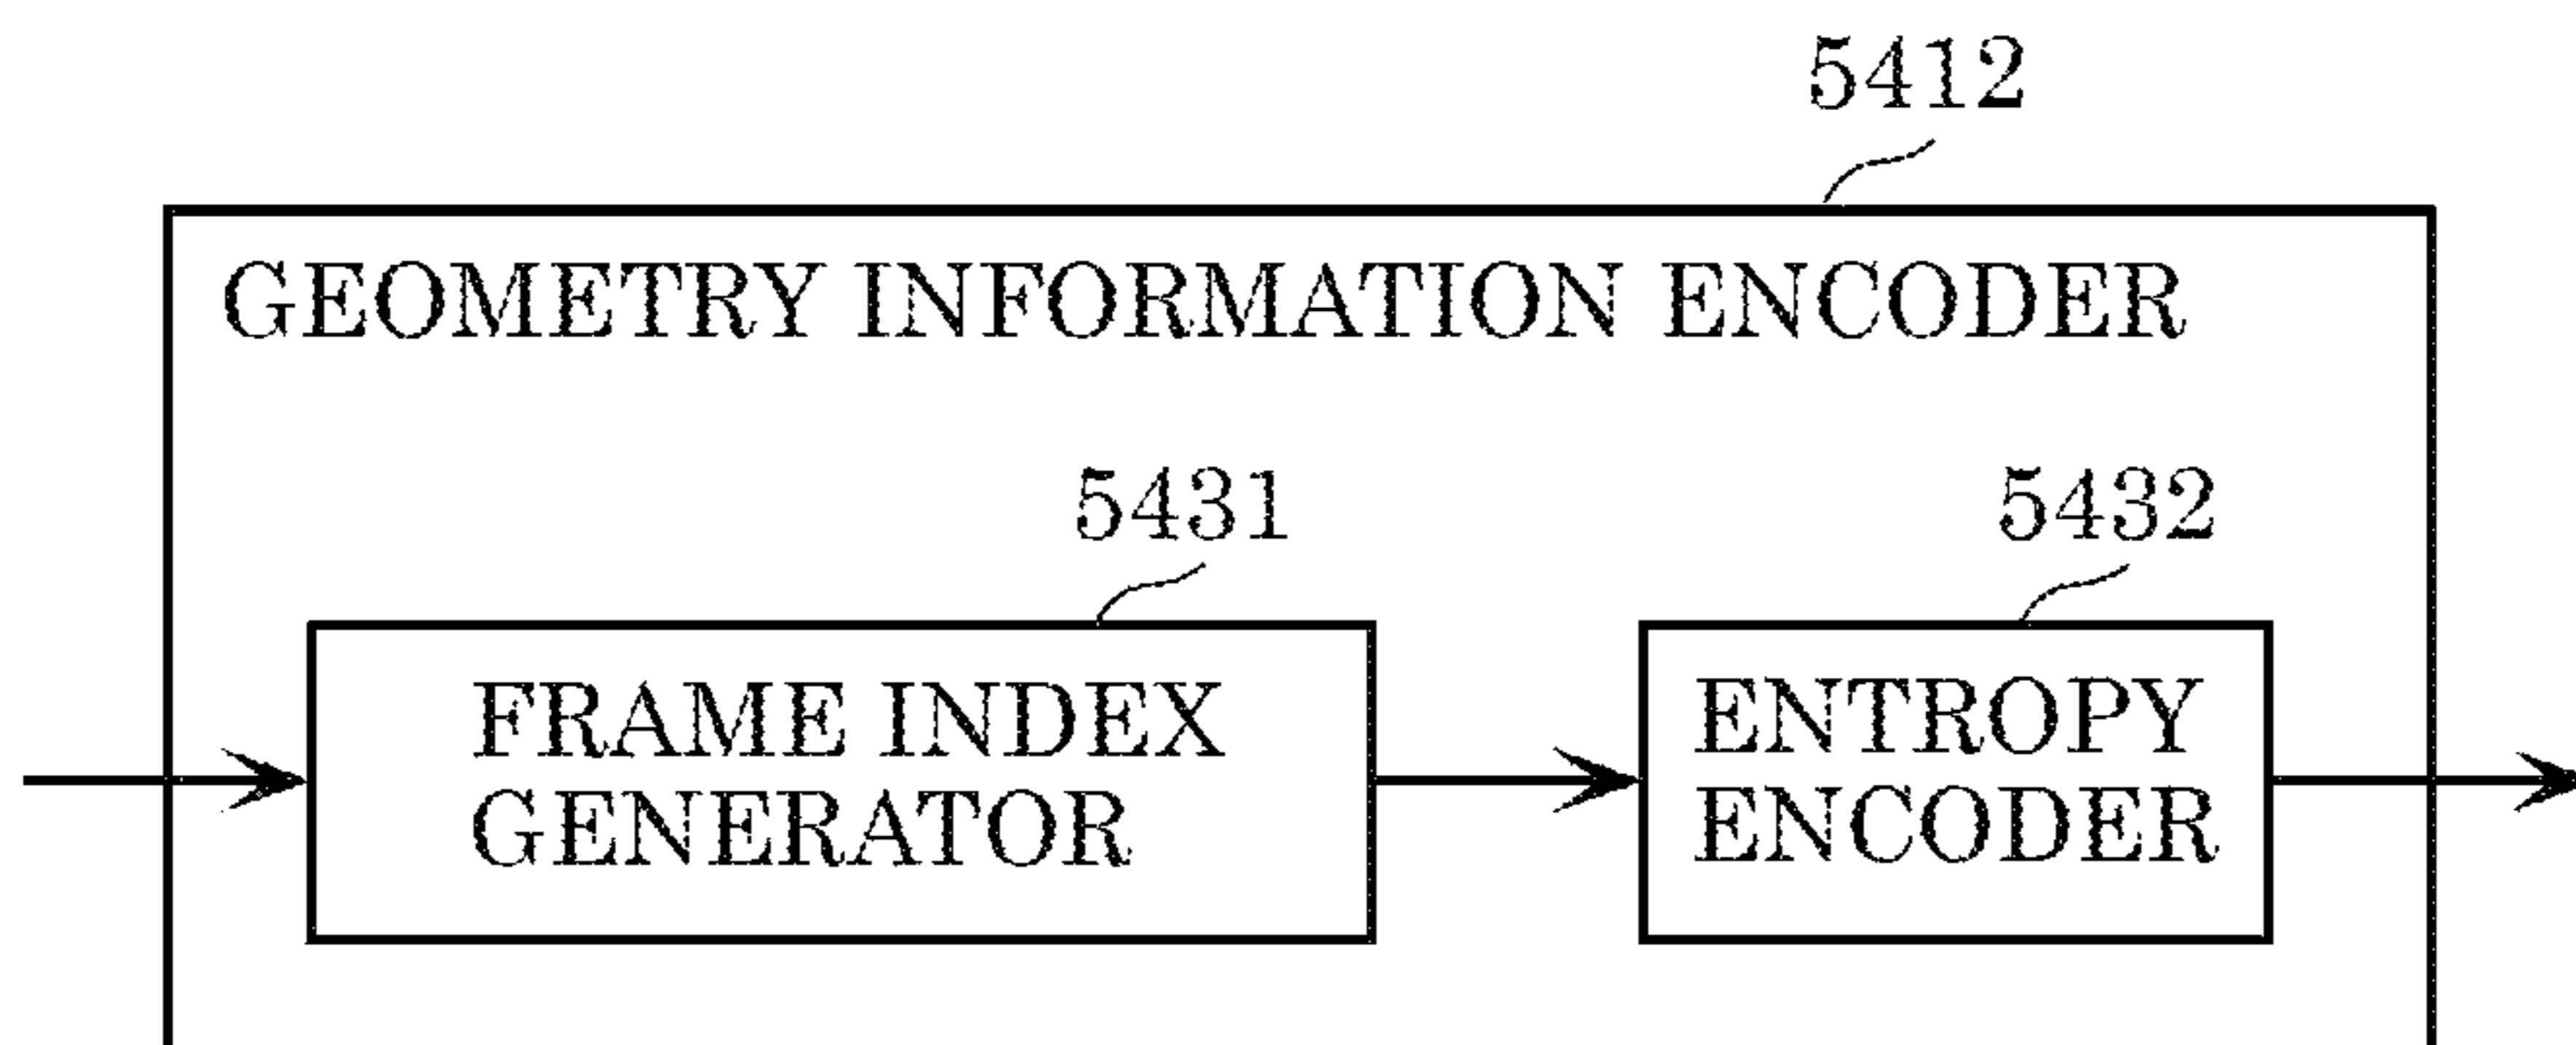 5412
GEOMETRY INFORMATION ENCODER
5431
5432
FRAME INDEX
GENERATOR
ENTROPY
ENCODER